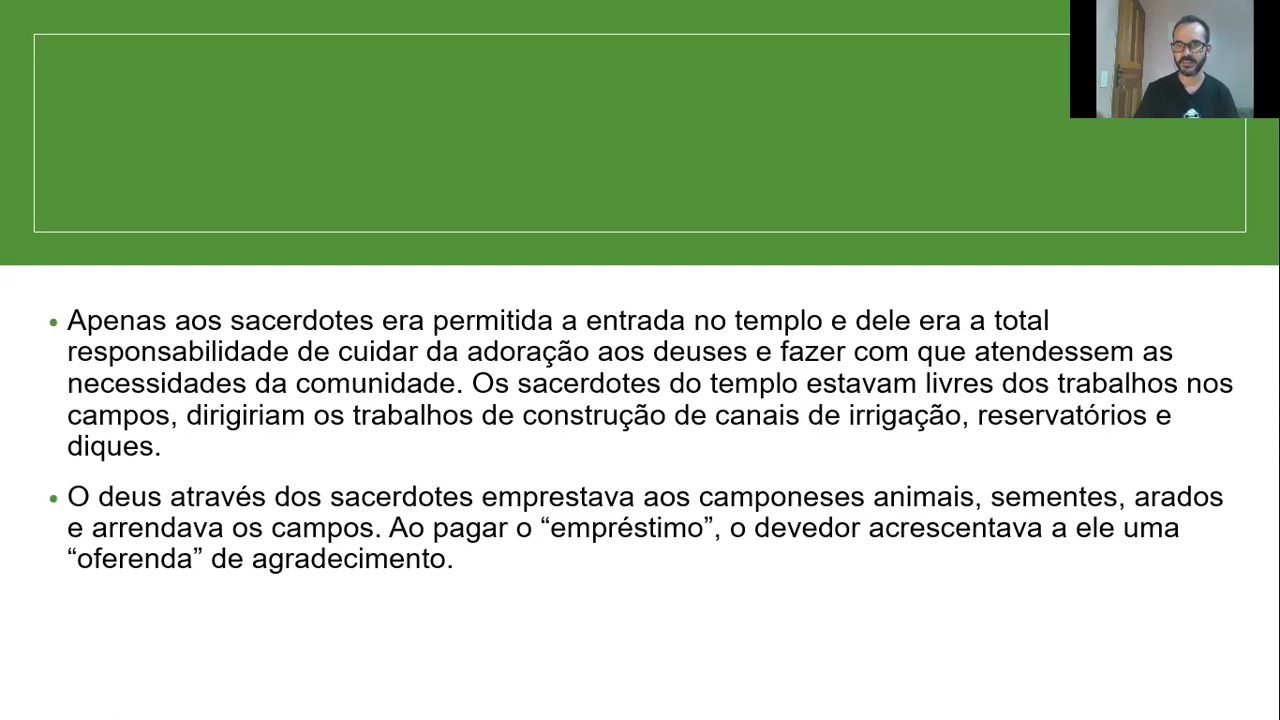 • Apenas aos sacerdotes era permitida a entrada no templo e dele era a total
responsabilidade de cuidar da adoração aos deuses e fazer com que atendessem as
necessidades da comunidade. Os sacerdotes do templo estavam livres dos trabalhos nos
campos, dirigiriam os trabalhos de construção de canais de irrigação, reservatórios e
diques.
• O deus através dos sacerdotes emprestava aos camponeses animais, sementes, arados
e arrendava os campos. Ao pagar o “empréstimo”, o devedor acrescentava a ele uma
“oferenda” de agradecimento.